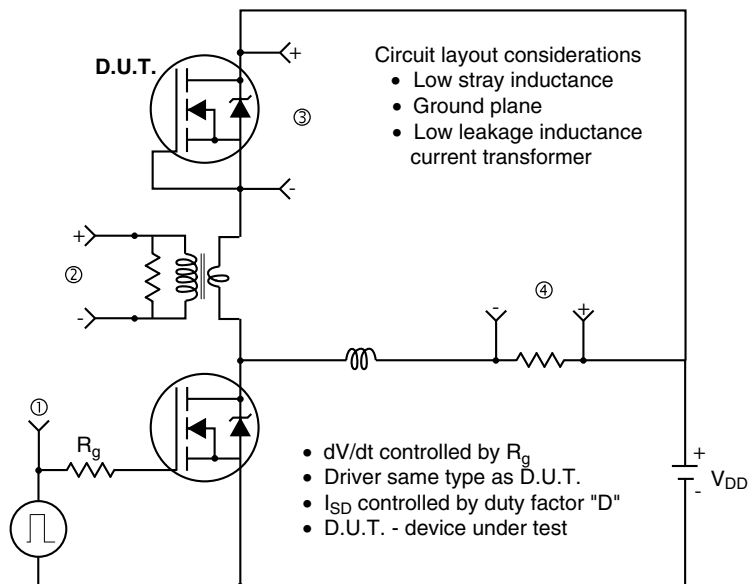 D.U.T.
+
③
-
Circuit layout considerations
• Low stray inductance
• Ground plane
• Low leakage inductance
current transformer
+
②
-
④
-
+
①
Rg
• dV/dt controlled by Rg
• Driver same type as D.U.T.
• ISD controlled by duty factor "D"
• D.U.T. - device under test
+
-
VDD